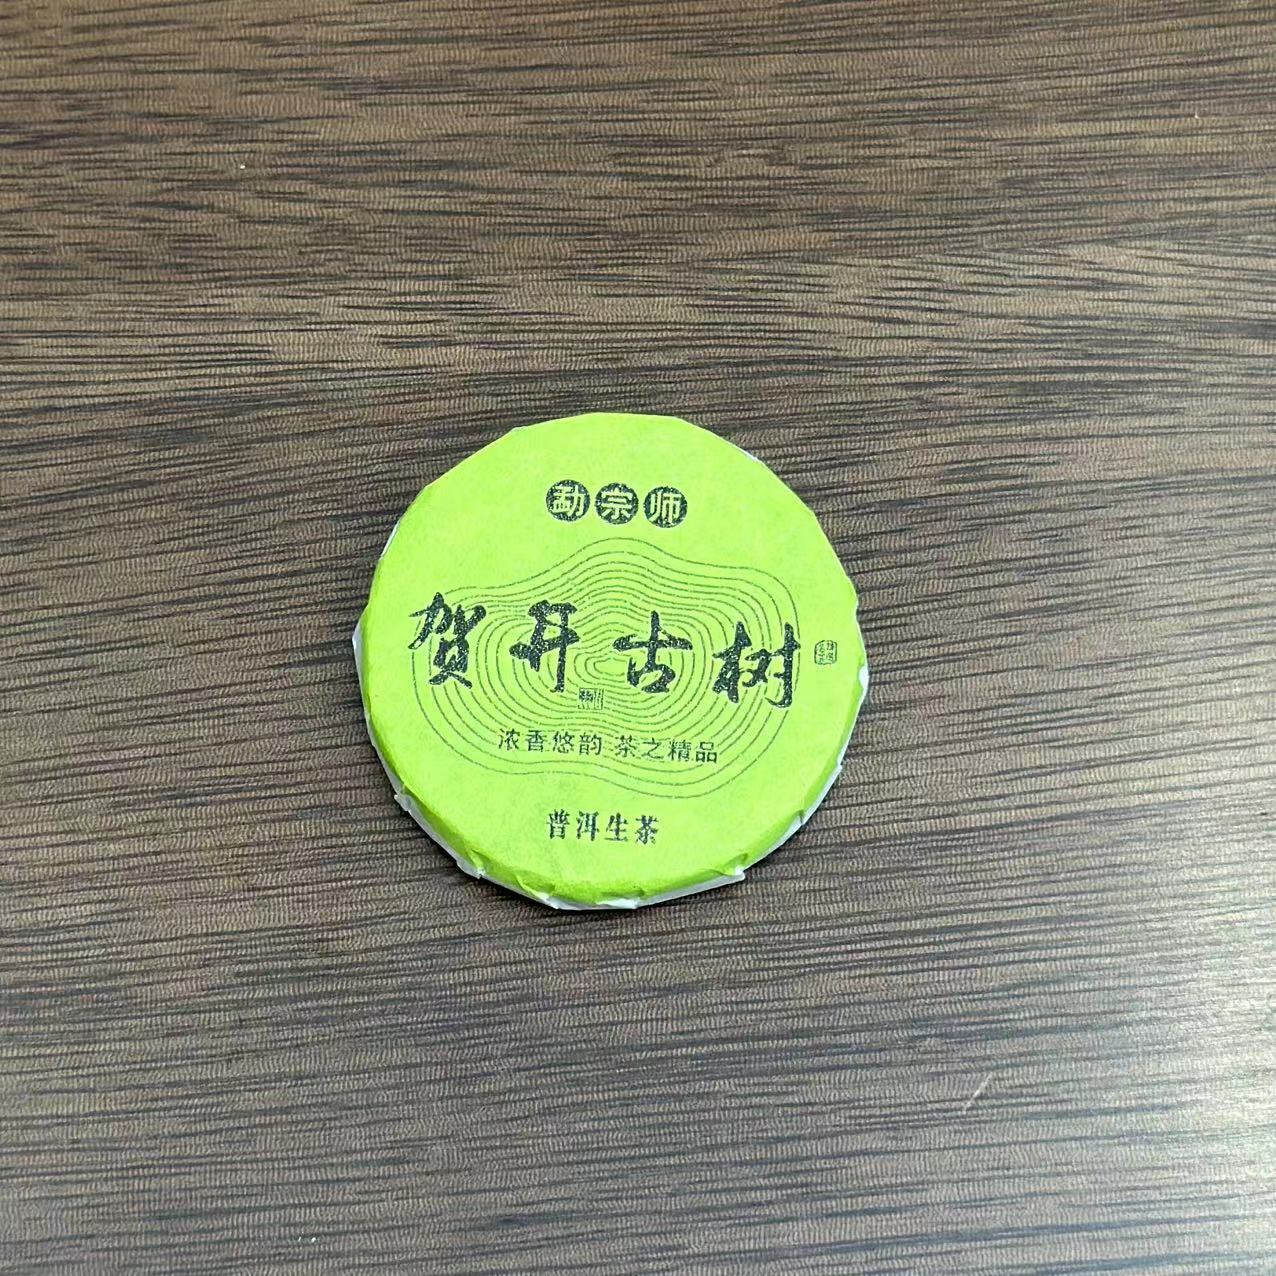 勐宗师
贺开古树
浓香悠韵 茶之精品
普洱生茶